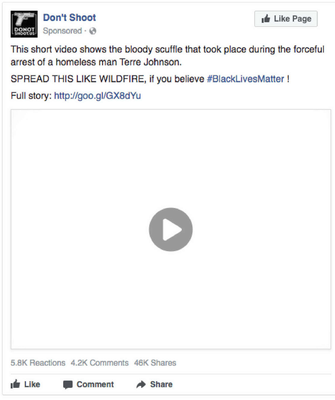 Don't Shoot
Like Page
Sponsored ·
DONOT
SHOOT.US
This short video shows the bloody scuffle that took place during the forceful
arrest of a homeless man Terre Johnson.
SPREAD THIS LIKE WILDFIRE, if you believe #BlackLivesMatter !
Full story: http://goo.gl/GX8dYu
5.8K Reactions 4.2K Comments 46K Shares
Like Comment Share